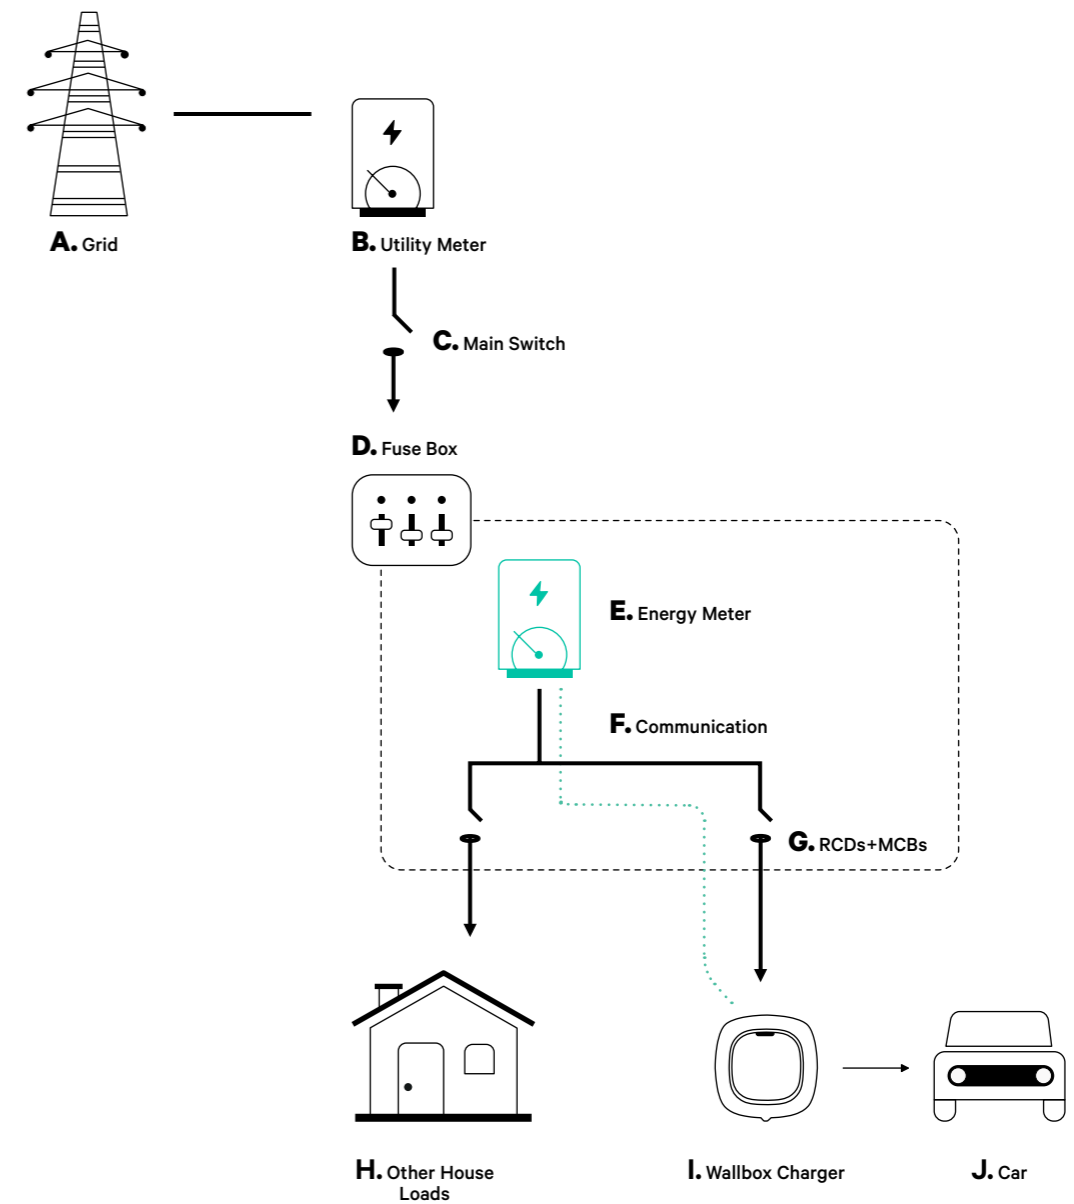 A. Grid
B. Utility Meter
C. Main Switch
D. Fuse Box
E. Energy Meter
F. Communication
G. RCDs+MCBs
H. Other House
Loads
I. Wallbox Charger
J. Car